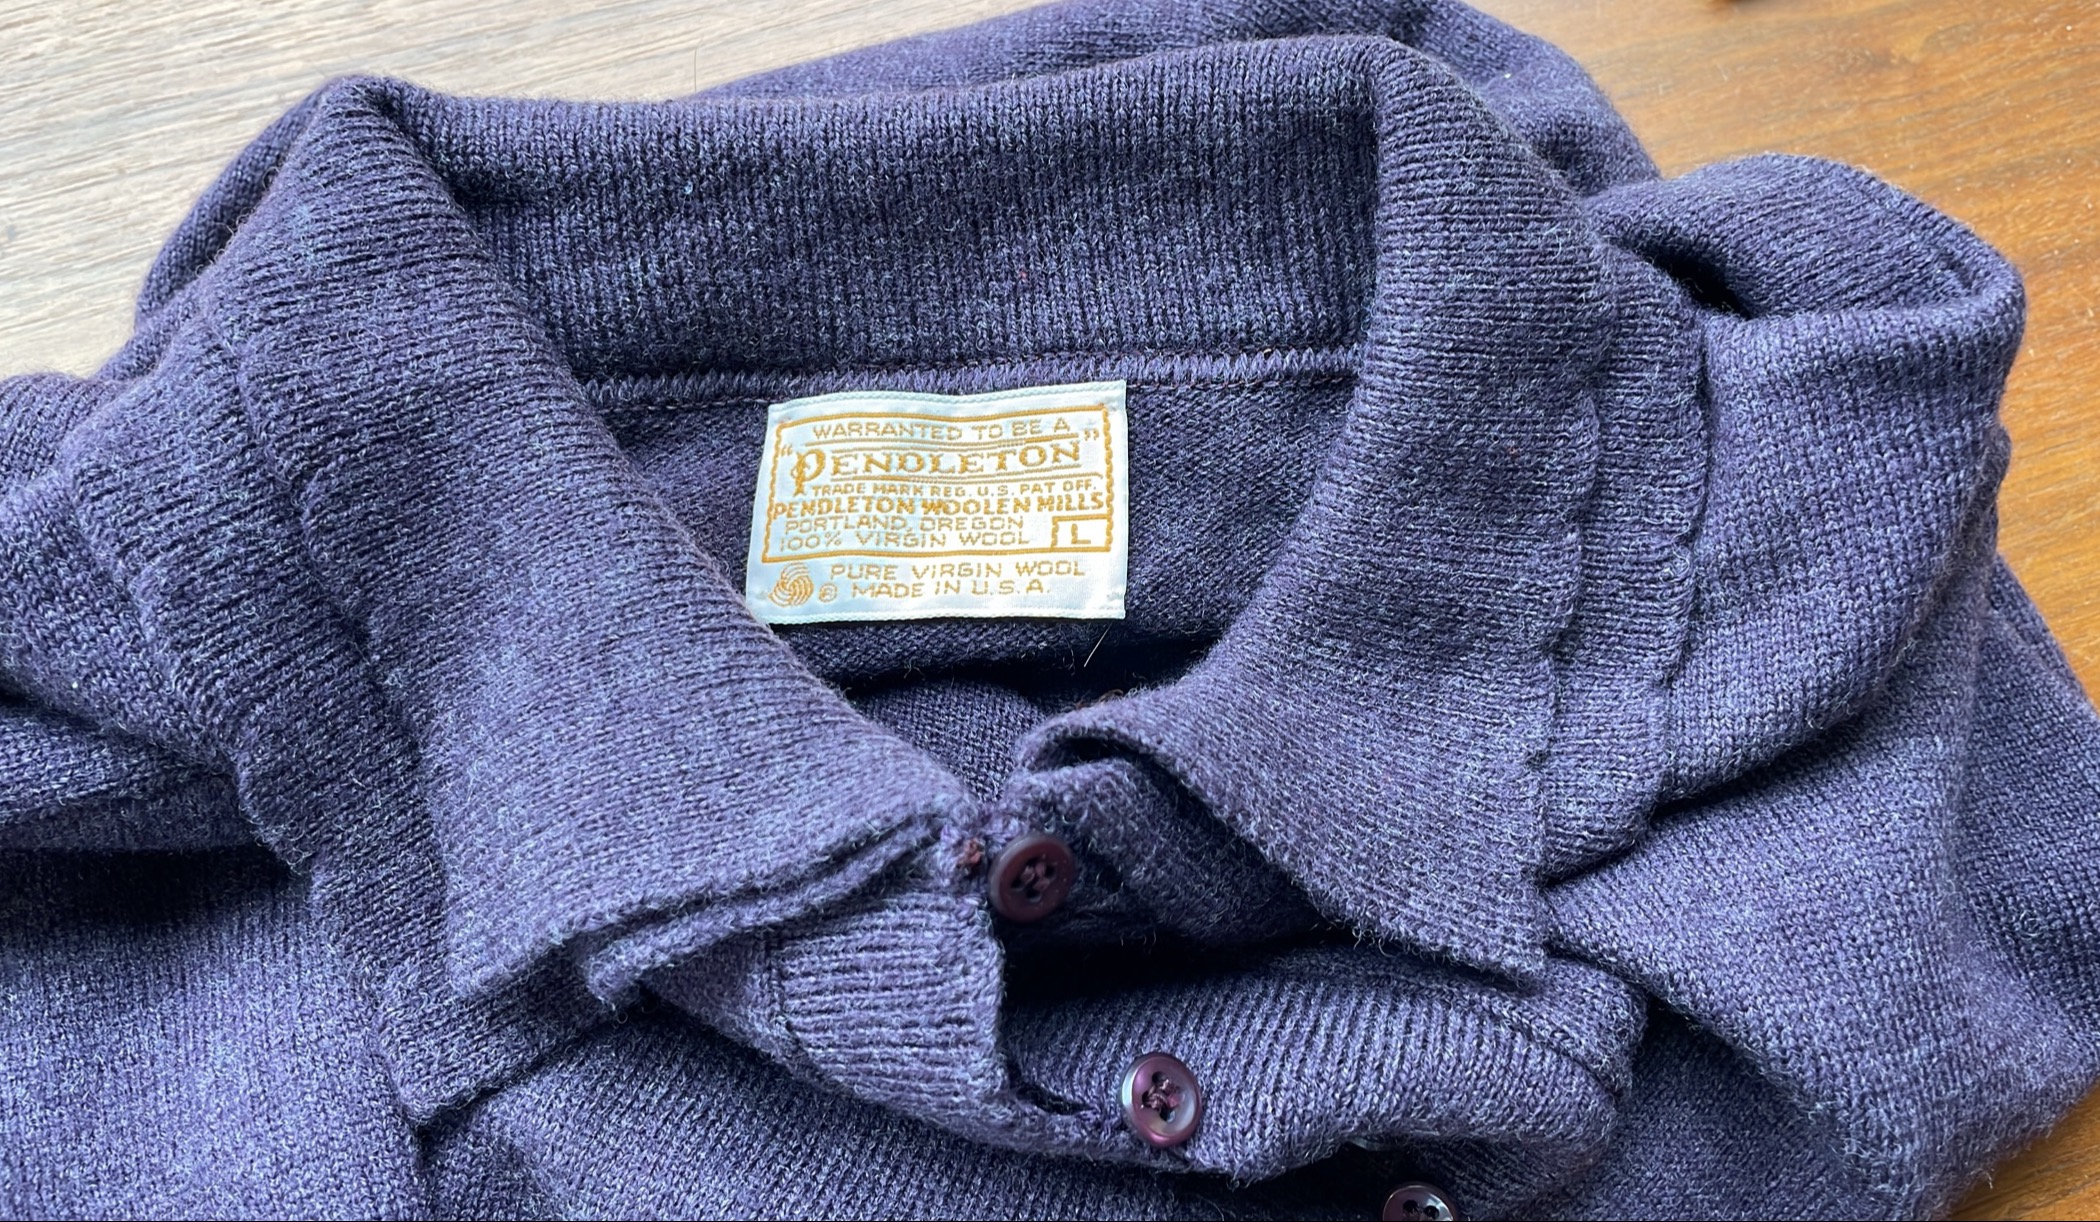 WARRANTED TO BE A
"PENDLETON"
TRADE MARK REG. U.S. PAT OFF.
PENDLETON WOOLEN MILLS
PORTLAND, OREGON
100% VIRGIN WOOL L
PURE VIRGIN WOOL
® MADE IN U.S.A.